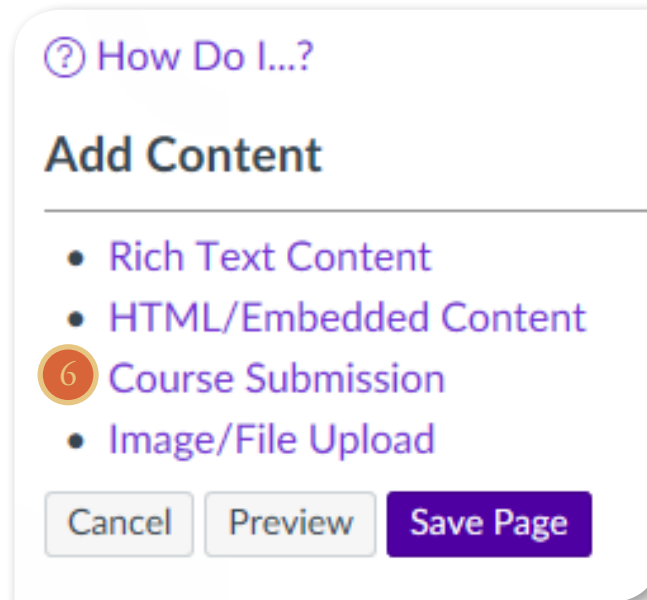 ? How Do I...?
Add Content
• Rich Text Content
• HTML/Embedded Content
6 Course Submission
• Image/File Upload
Cancel Preview Save Page